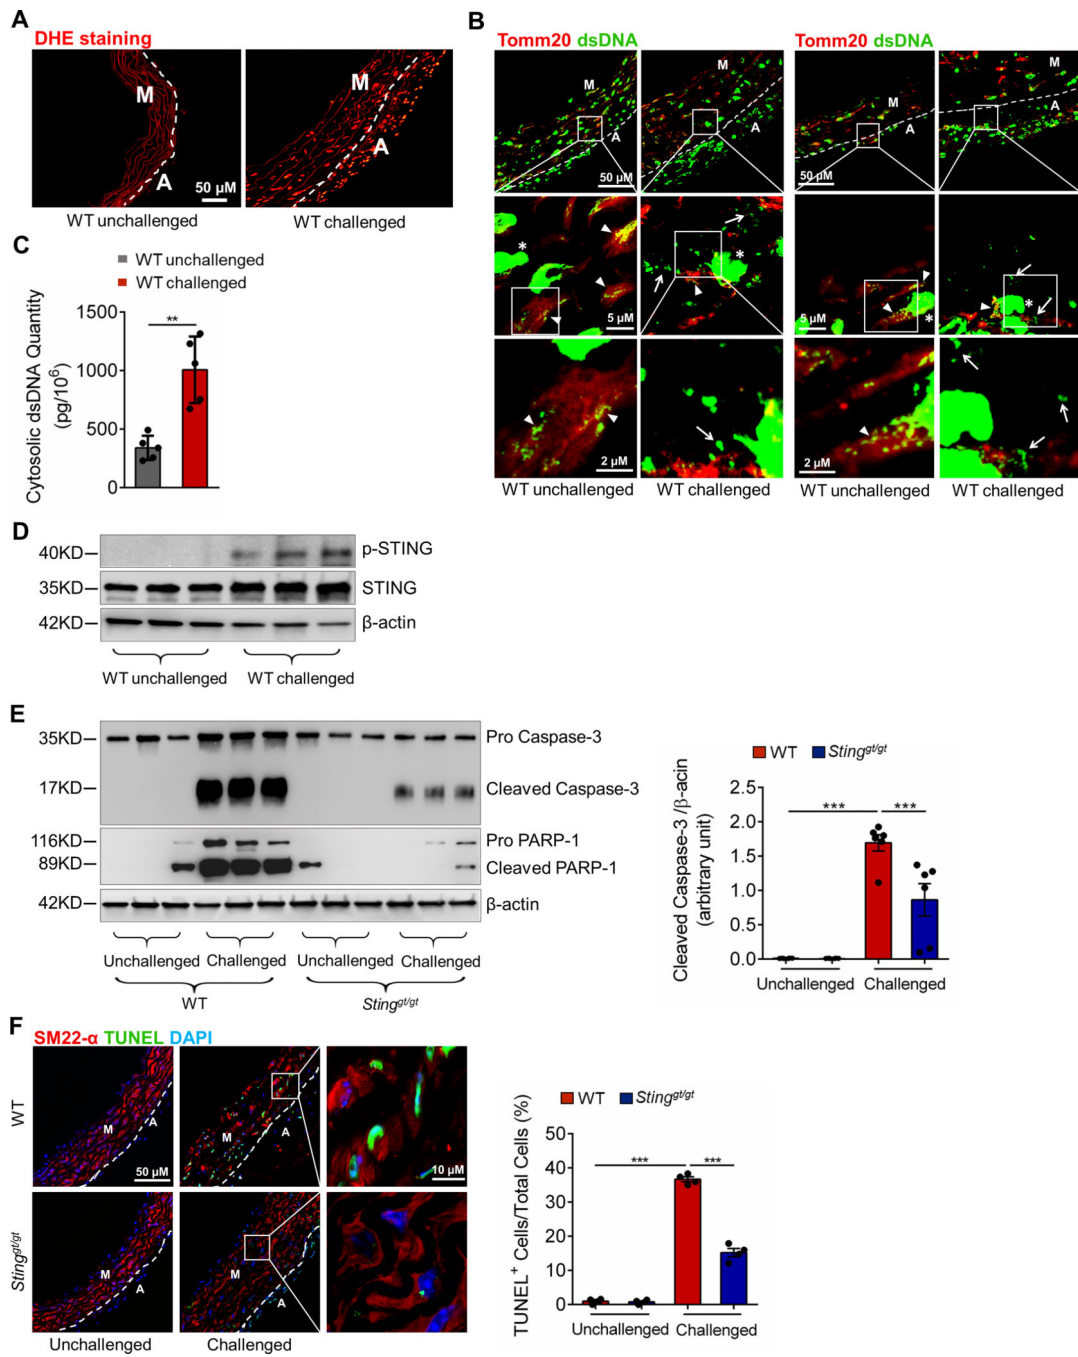 A
DHE staining
M
A
50 μM
M
A
WT unchallenged
WT challenged
B
Tomm20 dsDNA
Tomm20 dsDNA
M
A
50 μM
M
A
M
A
50 μM
M
A
*
5 μM
*
5 μM
*
*
2 μM
2 μM
WT unchallenged
WT challenged
WT unchallenged
WT challenged
C
WT unchallenged
WT challenged
Cytosolic dsDNA Quantity
(pg/10⁶)
1500
1000
500
0
**
D
40KD
p-STING
35KD
STING
42KD
β-actin
WT unchallenged
WT challenged
E
35KD
Pro Caspase-3
17KD
Cleaved Caspase-3
116KD
Pro PARP-1
89KD
Cleaved PARP-1
42KD
β-actin
Unchallenged
Challenged
Unchallenged
Challenged
WT
Sting^gt/gt
WT
Sting^gt/gt
Cleaved Caspase-3 /β-acin
(arbitrary unit)
2.5
2.0
1.5
1.0
0.5
0.0
***
***
Unchallenged
Challenged
F
SM22-α TUNEL DAPI
WT
M
A
50 μM
M
A
10 μM
Sting^gt/gt
M
A
M
A
Unchallenged
Challenged
WT
Sting^gt/gt
TUNEL⁺ Cells/Total Cells (%)
50
40
30
20
10
0
***
***
Unchallenged
Challenged